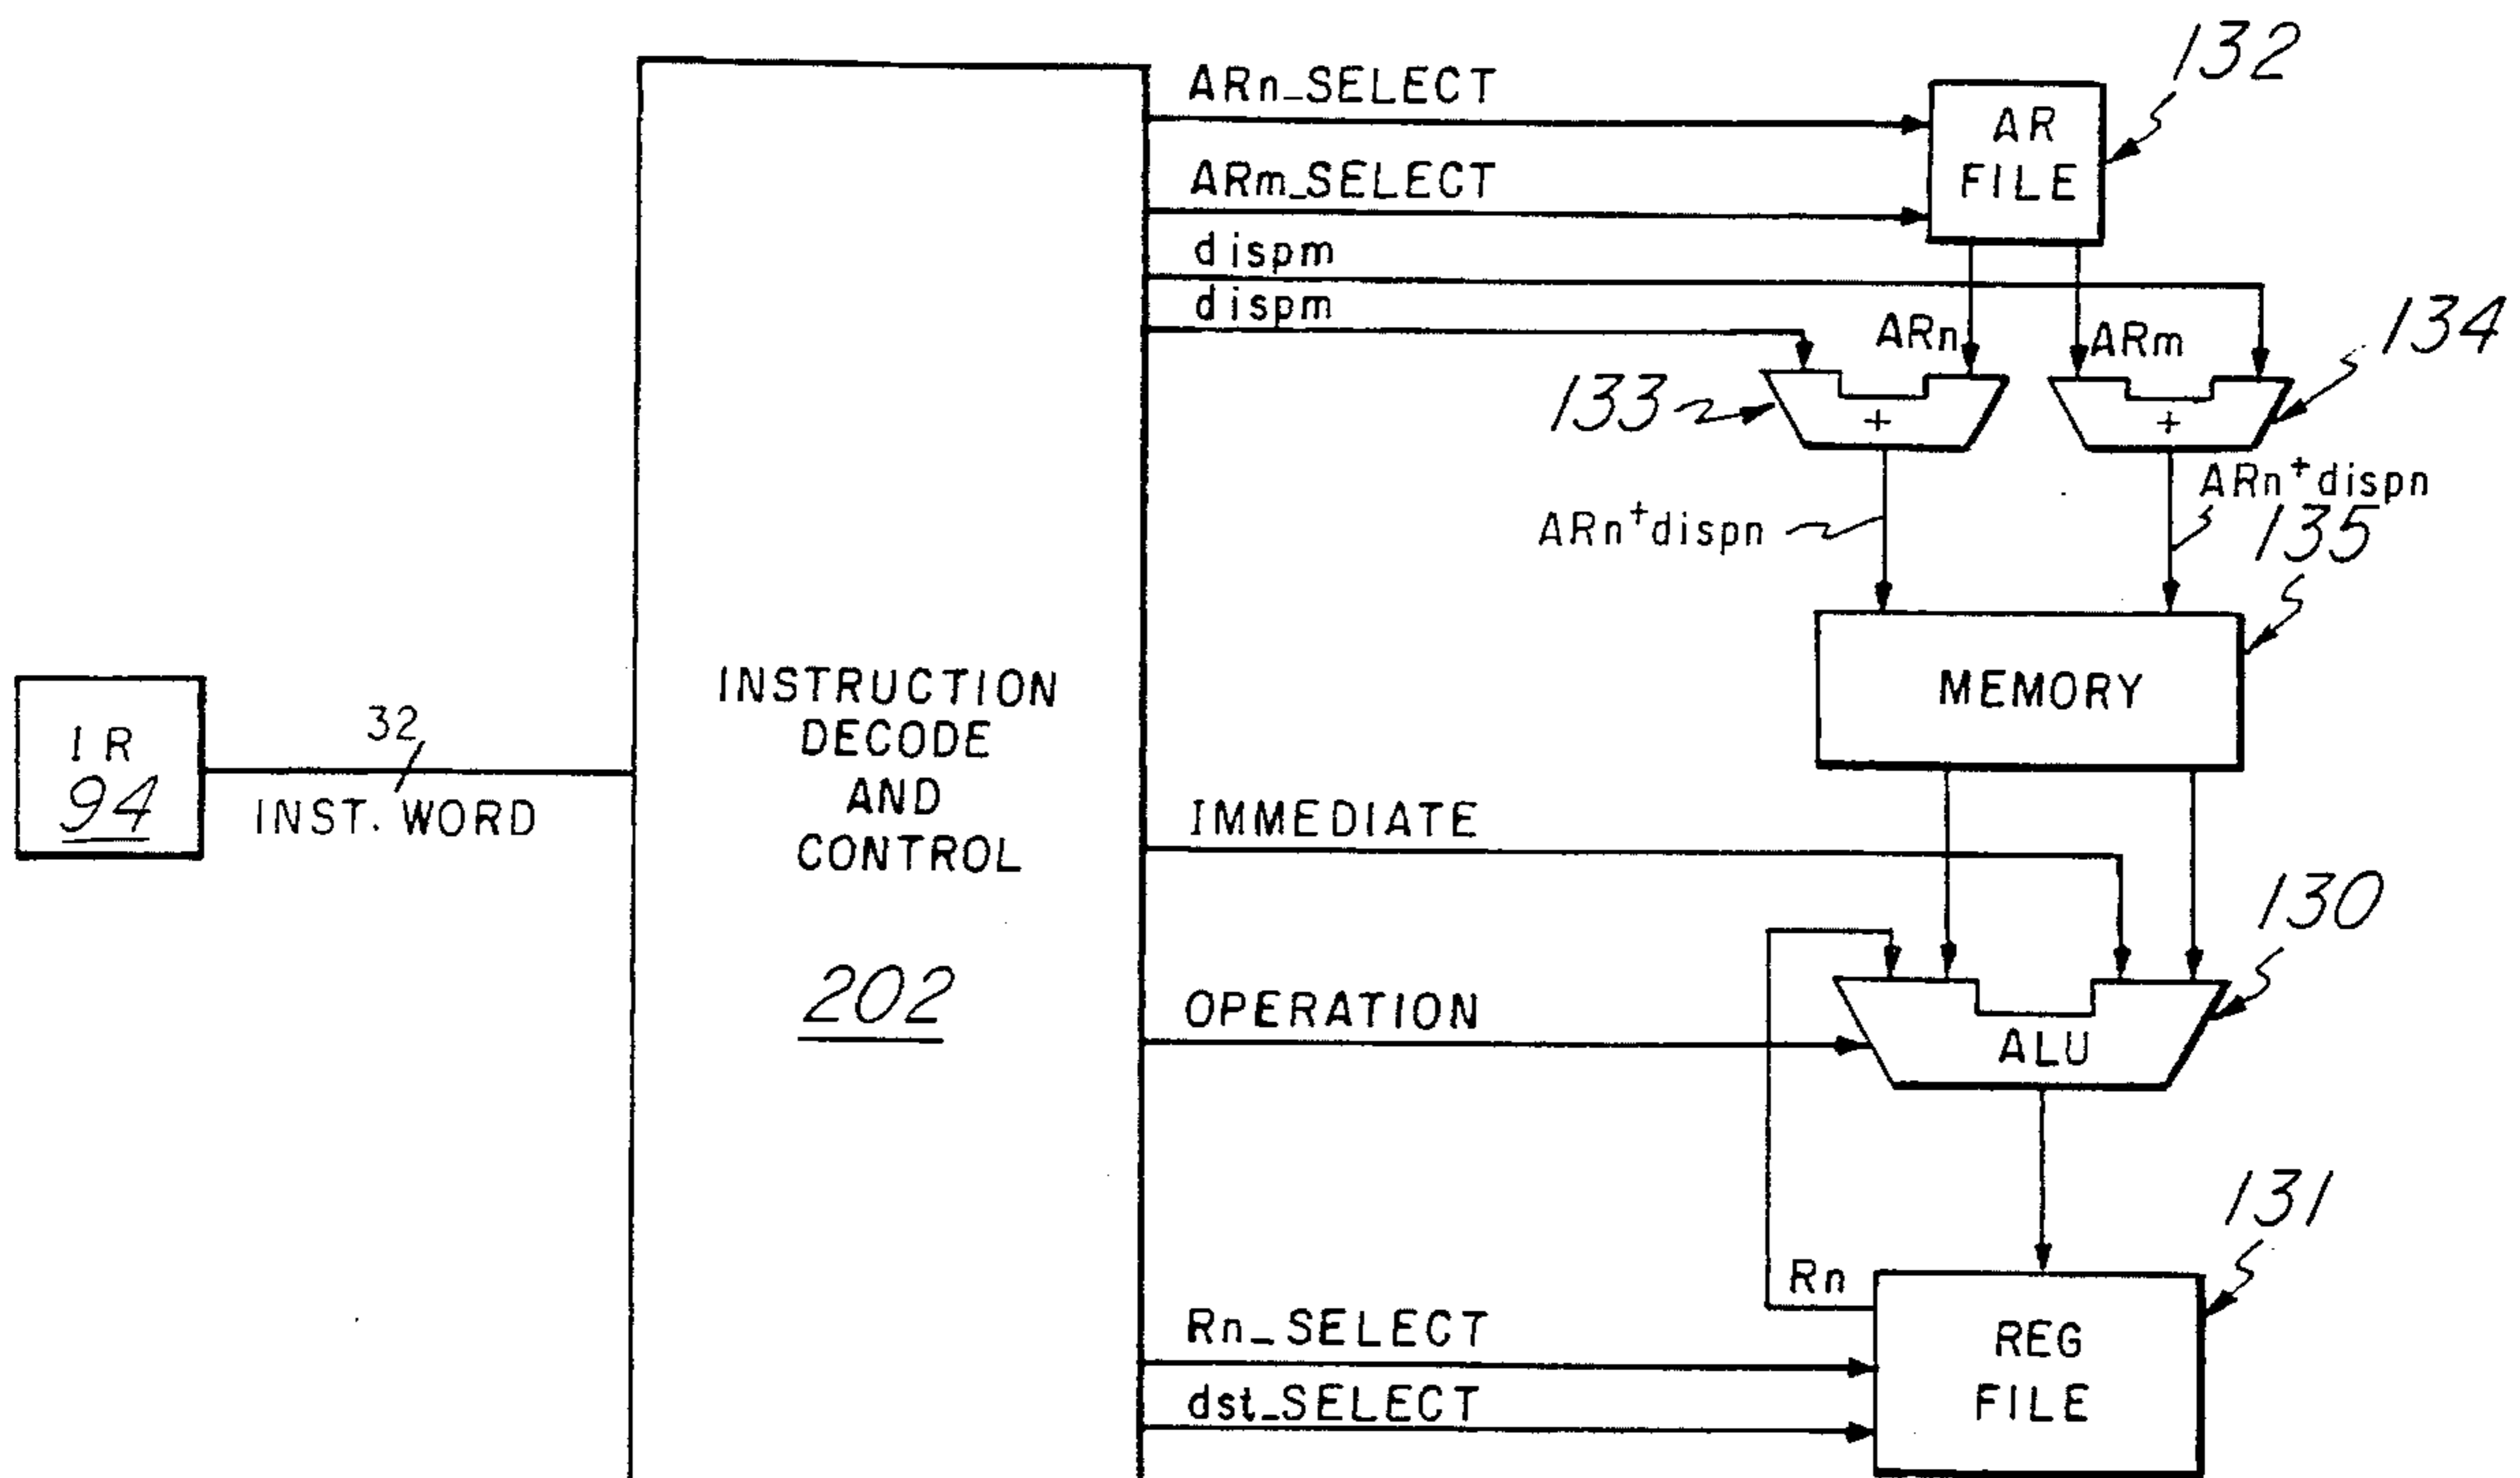 132
ARn_SELECT
AR
FILE
ARm_SELECT
dispm
dispm
ARn
ARm
134
133
+
+
ARn+dispn
ARn+dispn
135
MEMORY
INSTRUCTION
DECODE
AND
CONTROL
202
IR
94
32
INST. WORD
IMMEDIATE
130
OPERATION
ALU
131
Rn
Rn_SELECT
REG
FILE
dst_SELECT